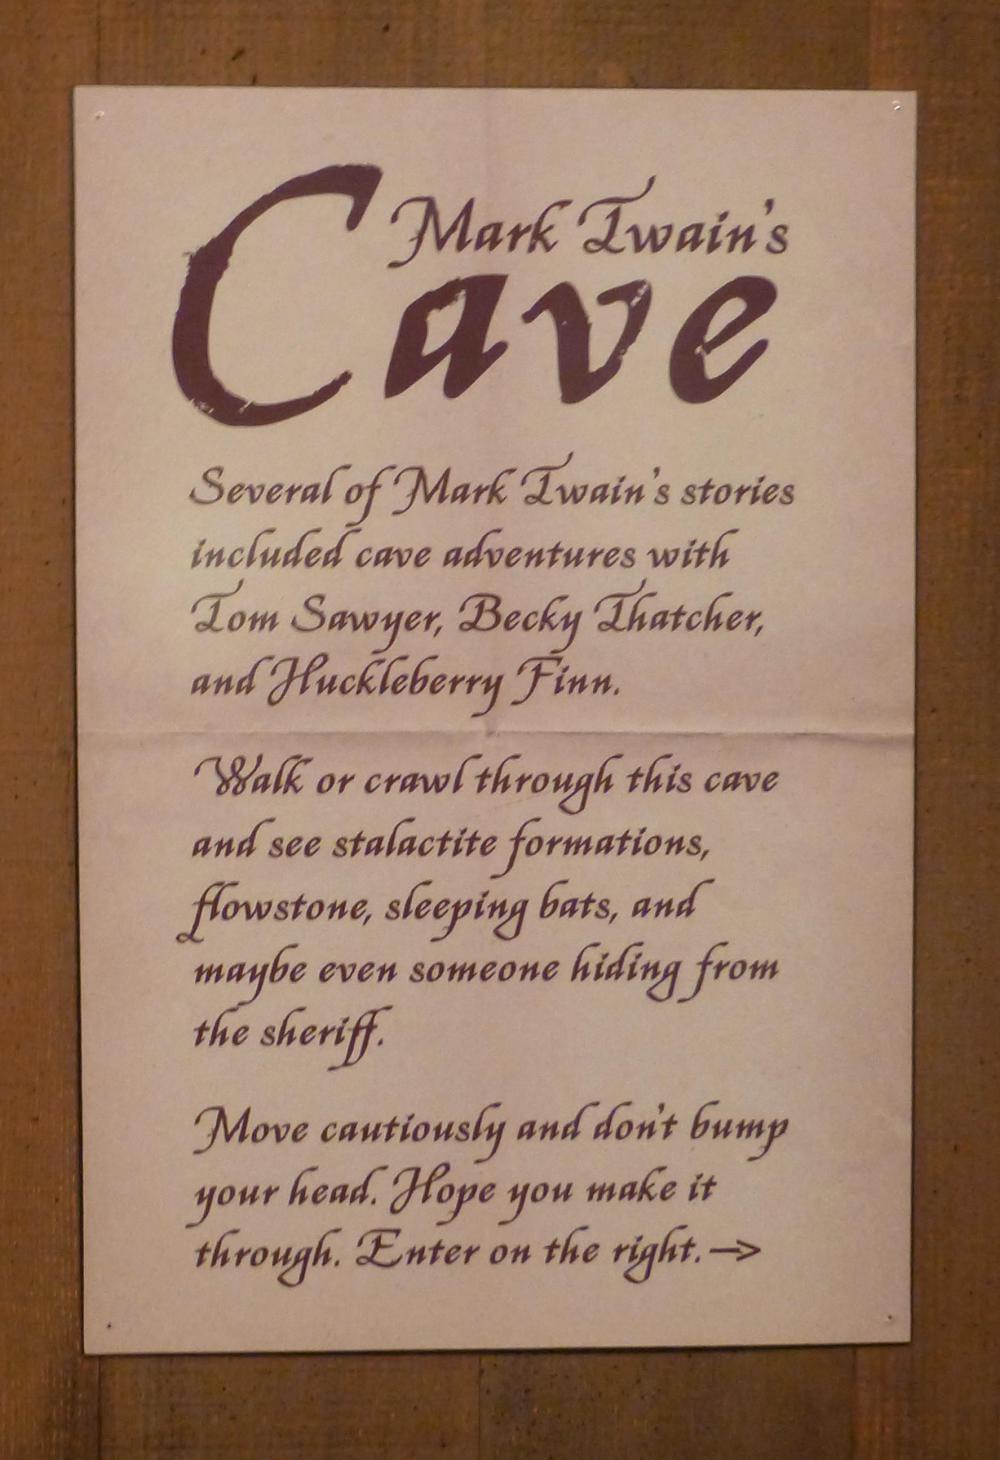 Mark Twain's
Cave
Several of Mark Twain's stories
included cave adventures with
Tom Sawyer, Becky Thatcher,
and Huckleberry Finn.
Walk or crawl through this cave
and see stalactite formations,
flowstone, sleeping bats, and
maybe even someone hiding from
the sheriff.
Move cautiously and don't bump
your head. Hope you make it
through. Enter on the right. →